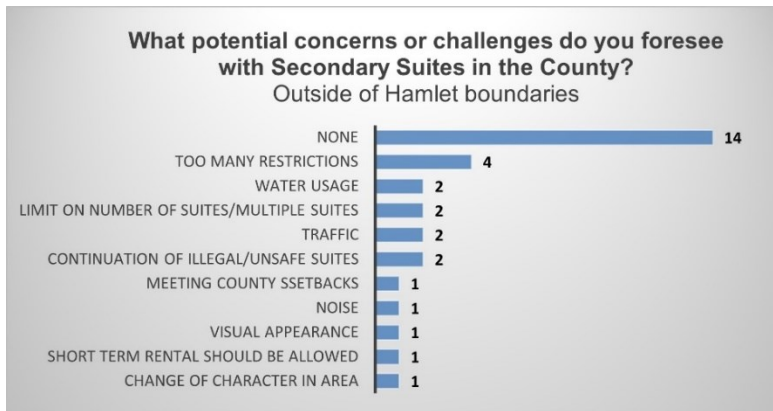 What potential concerns or challenges do you foresee
with Secondary Suites in the County?
Outside of Hamlet boundaries
NONE 14
TOO MANY RESTRICTIONS 4
WATER USAGE 2
LIMIT ON NUMBER OF SUITES/MULTIPLE SUITES 2
TRAFFIC 2
CONTINUATION OF ILLEGAL/UNSAFE SUITES 2
MEETING COUNTY SSETBACKS 1
NOISE 1
VISUAL APPEARANCE 1
SHORT TERM RENTAL SHOULD BE ALLOWED 1
CHANGE OF CHARACTER IN AREA 1